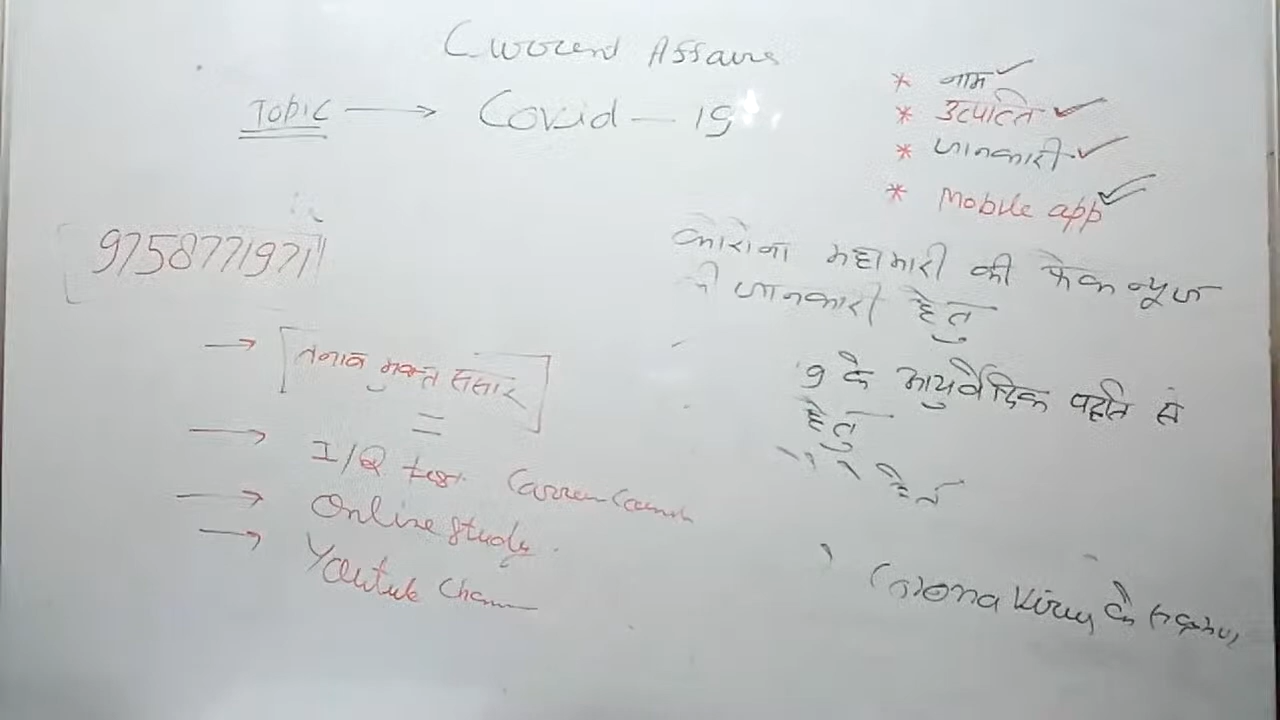 Current Affairs
Topic → Covid - 19
* नाम ✓
* उत्पत्ति ✓
* जानकारी ✓
* Mobile app ✓
9758771971
कोरोना महामारी की फेक न्यूज
की जानकारी हेतु
→ [तनाव मुक्त संसार]
9 के आयुर्वेदिक पद्धति से
हेतु
→ I/Q test.
→ Online study.
→ Youtube Chann
Corona Virus के